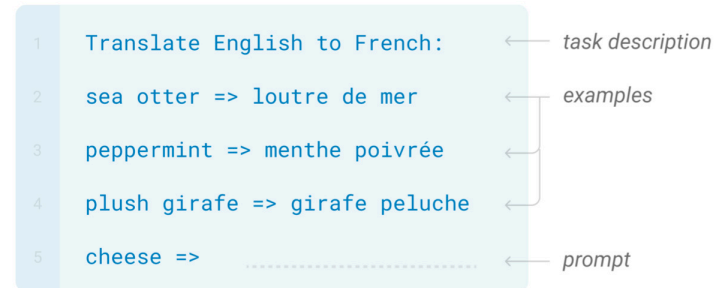 1 Translate English to French: task description
2 sea otter => loutre de mer examples
3 peppermint => menthe poivrée
4 plush girafe => girafe peluche
5 cheese => prompt